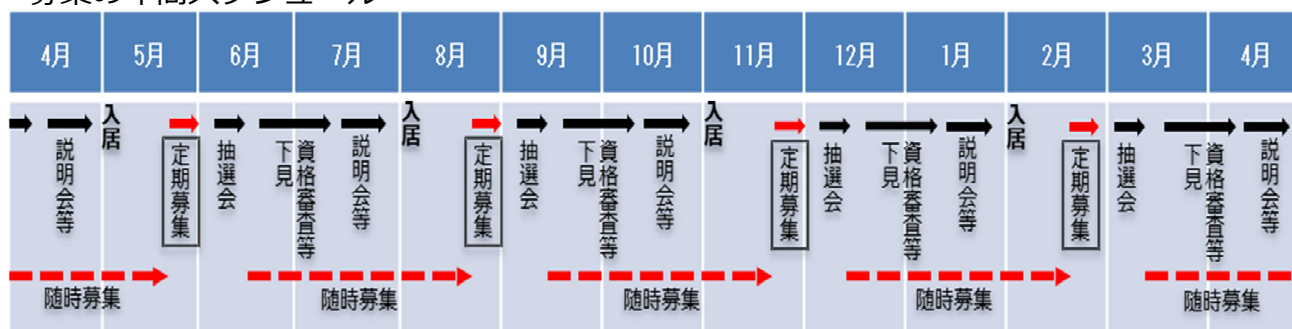 募集の年間スケジュール
4月 5月 6月 7月 8月 9月 10月 11月 12月 1月 2月 3月 4月
説明会等
入居
定期募集
抽選会
下見
資格審査等
説明会等
入居
定期募集
抽選会
下見
資格審査等
説明会等
入居
定期募集
抽選会
下見
資格審査等
説明会等
入居
定期募集
抽選会
下見
資格審査等
説明会等
随時募集 随時募集 随時募集 随時募集 随時募集